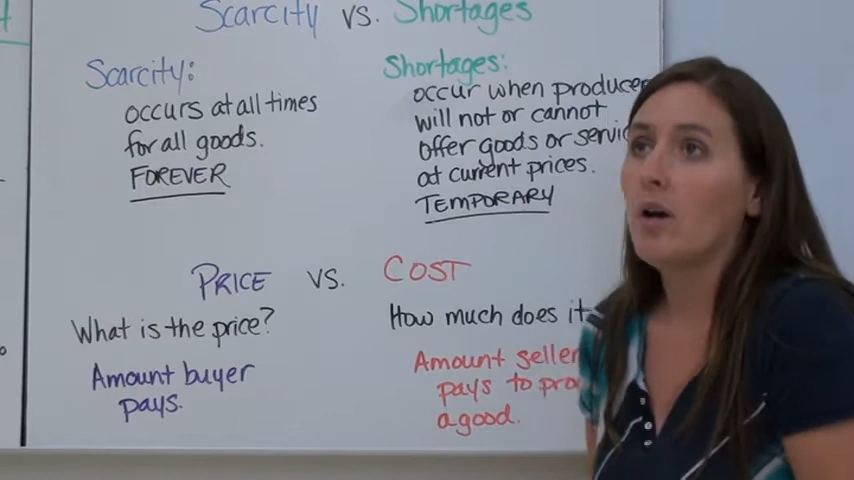 Scarcity vs. Shortages
Scarcity:
occurs at all times
for all goods.
FOREVER
Shortages:
occur when producer
will not or cannot
offer goods or servic
at current prices.
TEMPORARY
PRICE vs. COST
What is the price?
Amount buyer
pays.
How much does it
Amount seller
pays to pro
a good.